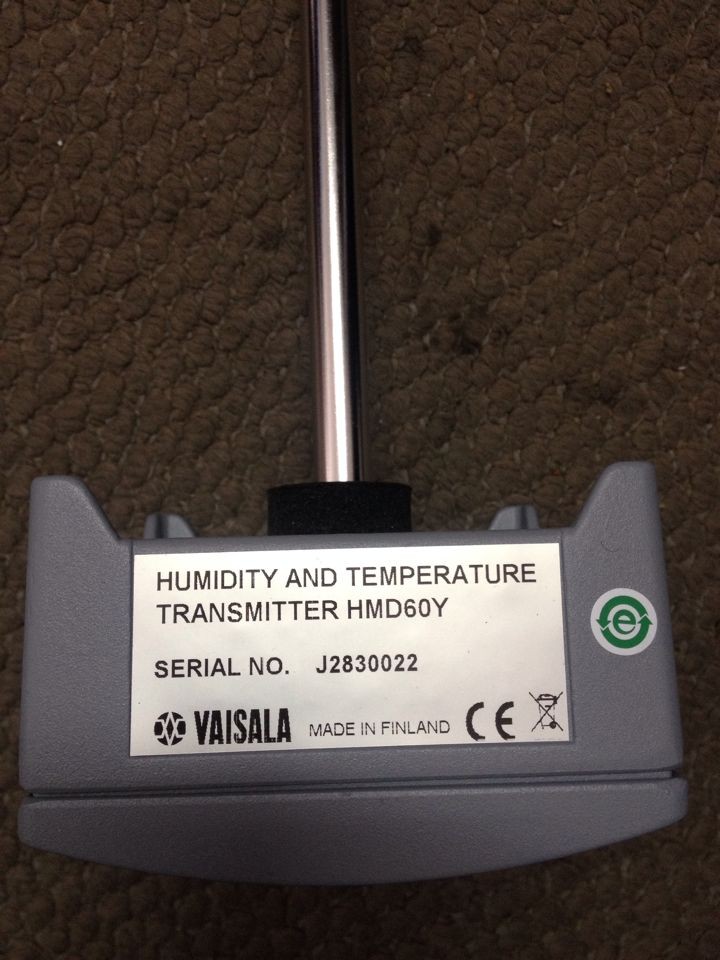 HUMIDITY AND TEMPERATURE
TRANSMITTER HMD60Y
SERIAL NO. J2830022
VAISALA MADE IN FINLAND CE
e